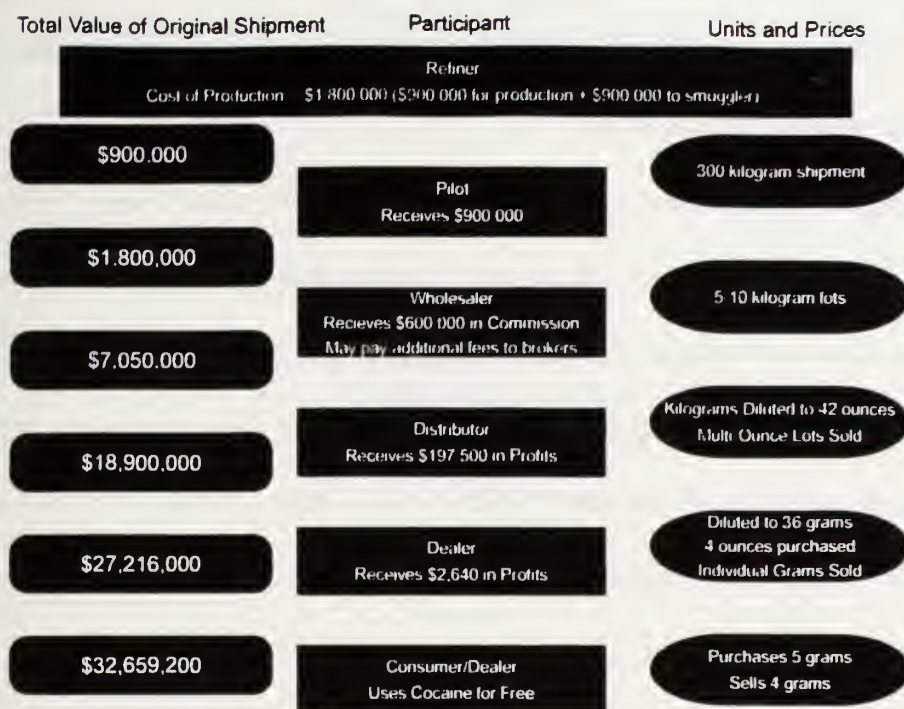 Total Value of Original Shipment
Participant
Units and Prices
Refiner
Cost of Production $1 800 000 ($900 000 for production + $900 000 to smuggler)
$900.000
300 kilogram shipment
Pilot
Receives $900 000
$1.800,000
5 10 kilogram lots
Wholesaler
Recieves $600 000 in Commission
May pay additional fees to brokers
$7.050.000
Kilograms Diluted to 42 ounces
Multi Ounce Lots Sold
Distributor
Receives $197 500 in Profits
$18,900.000
Diluted to 36 grams
4 ounces purchased
Individual Grams Sold
Dealer
Receives $2,640 in Profits
$27,216,000
$32,659,200
Consumer/Dealer
Uses Cocaine for Free
Purchases 5 grams
Sells 4 grams